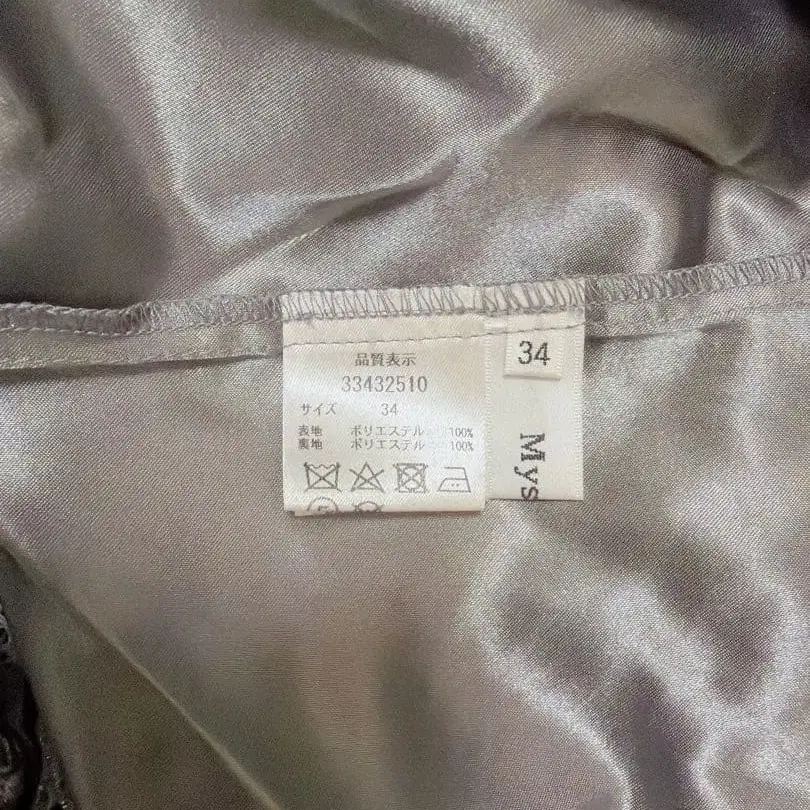 品質表示
33432510
サイズ 34
表地 ポリエステル 100%
裏地 ポリエステル 100%
34
Mys